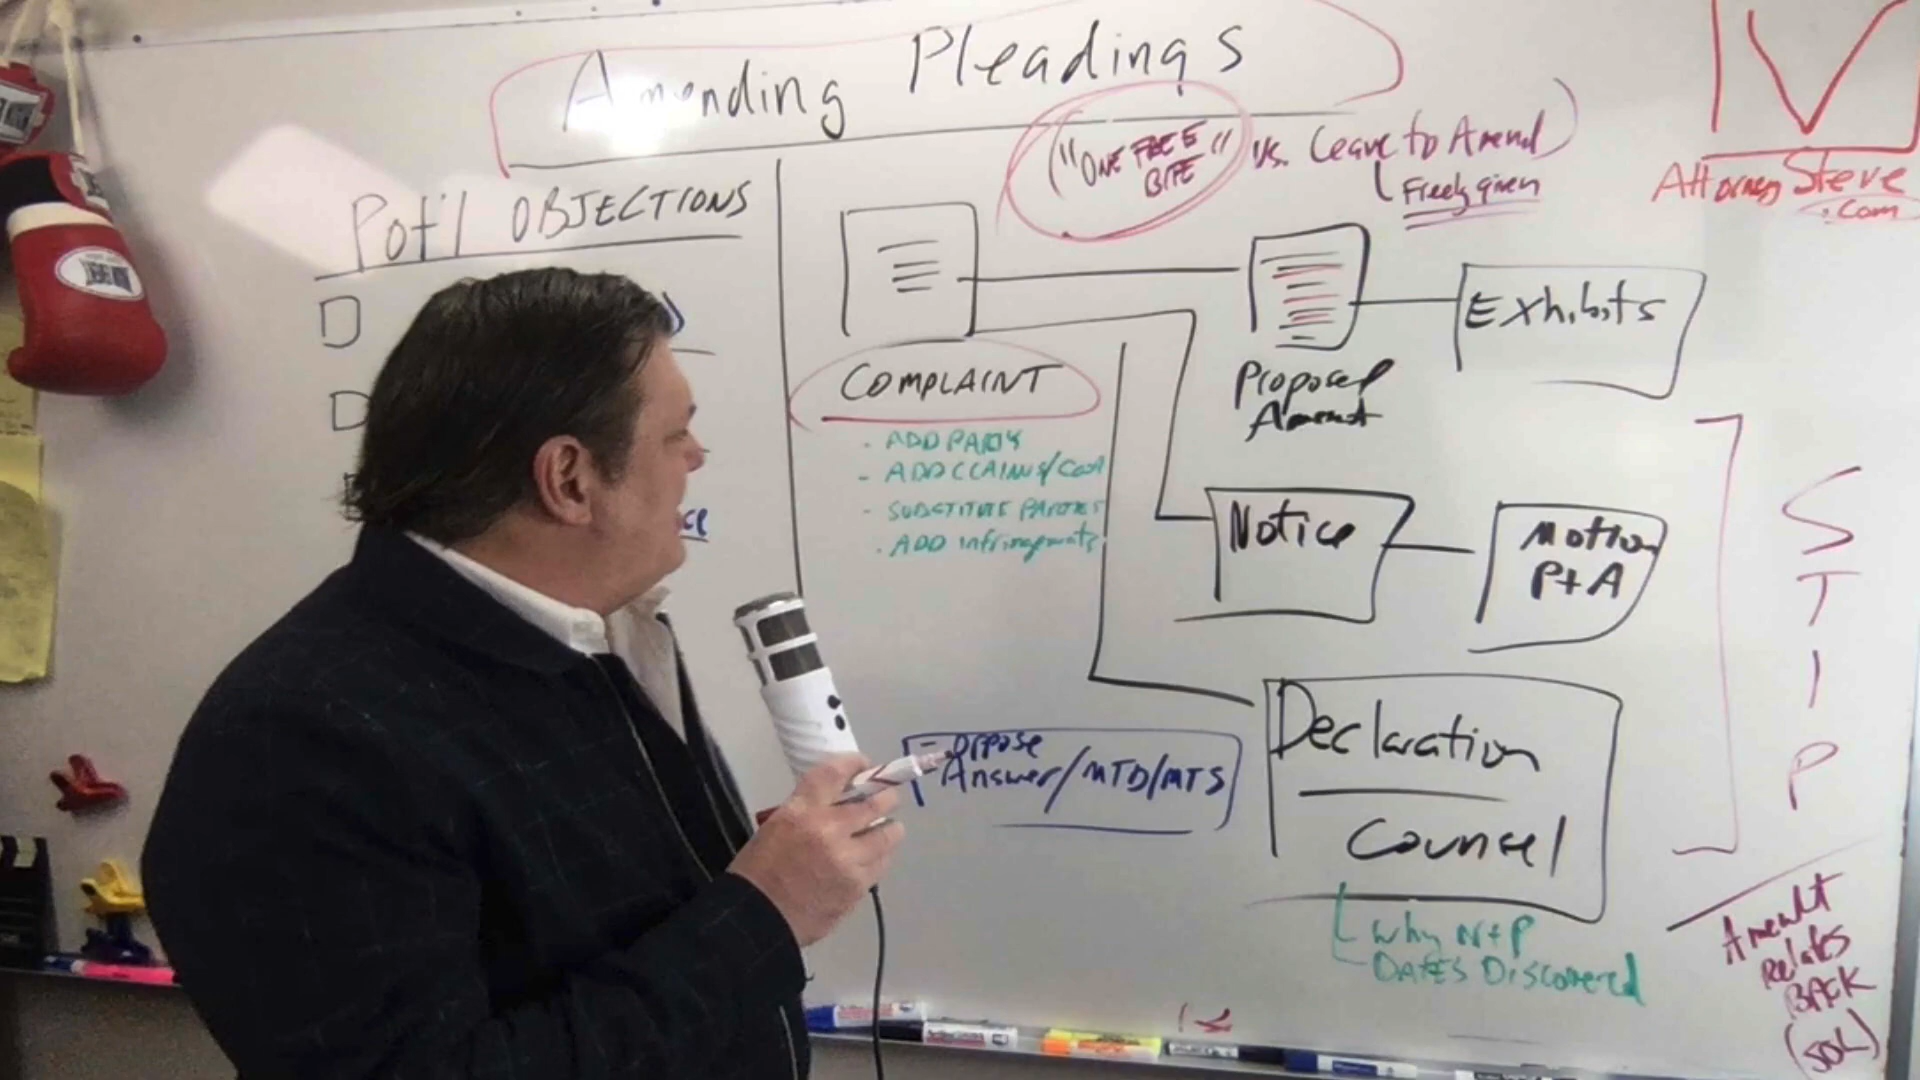 Amending Pleadings
("ONE FREE
BITE" vs. Leave to Amend)
Freely given
Attorney Steve
.com
Pot'l OBJECTIONS
COMPLAINT
- ADD PARTY
- ADD CLAIMS/COA
- SUBSTITUTE PARTIES
- ADD infringements
Proposed
Exhibits
Notice
Motion
P+A
Declaration
Counsel
why N+P
DATES Discovered
- Oppose
- Answer/MTD/MTS
STIP
Amendt
Relates
BACK
(SOL)